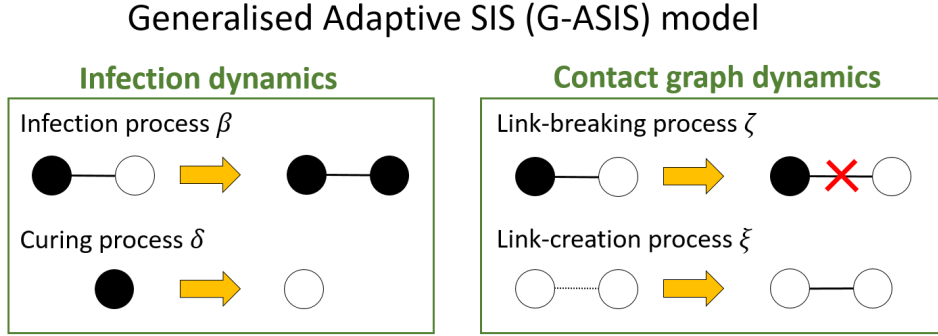 Generalised Adaptive SIS (G-ASIS) model
Infection dynamics
Infection process β
Curing process δ
Contact graph dynamics
Link-breaking process ζ
Link-creation process ξ